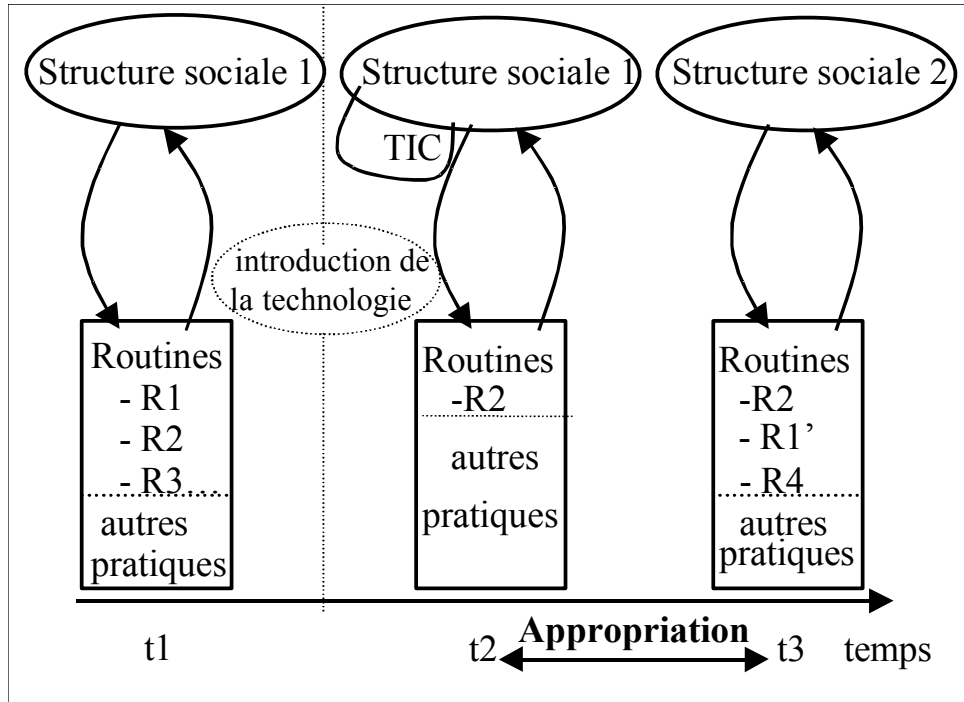 Structure sociale 1
Structure sociale 1
Structure sociale 2
TIC
introduction de
la technologie
Routines
- R1
- R2
- R3...
autres
pratiques
Routines
-R2
autres
pratiques
Routines
-R2
- R1’
- R4
autres
pratiques
Appropriation
t1
t2
t3
temps